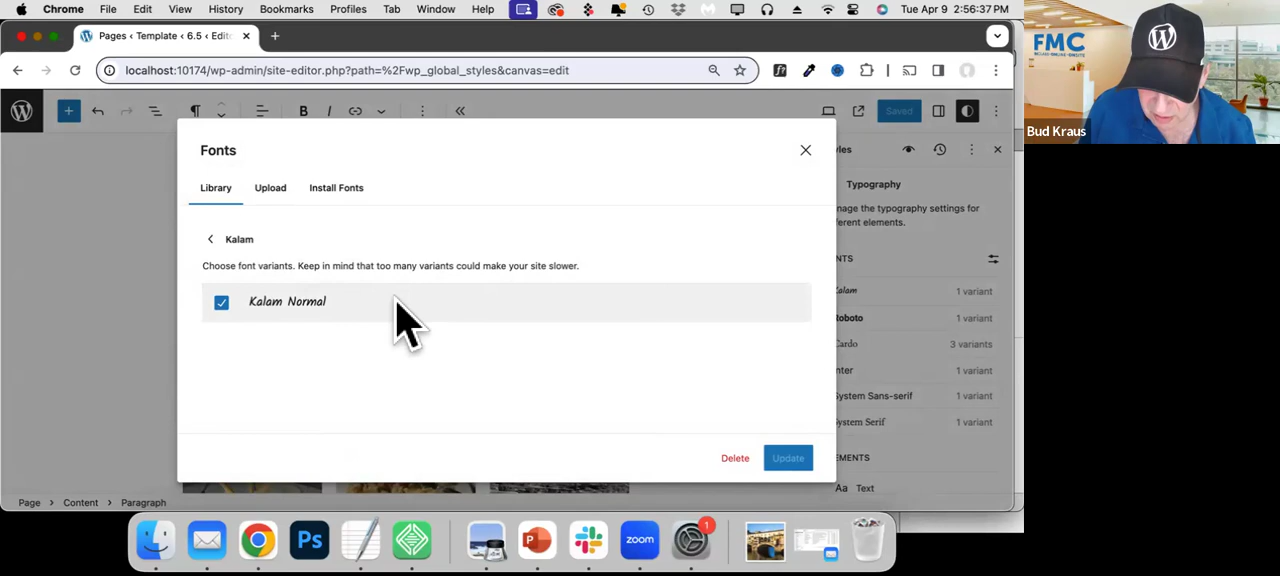 Chrome File Edit View History Bookmarks Profiles Tab Window Help Tue Apr 9 2:56:37 PM
Pages ‹ Template ‹ 6.5 ‹ Edit
localhost:10174/wp-admin/site-editor.php?path=%2Fwp_global_styles&canvas=edit
FMC
Bud Kraus
B I Saved
Fonts
yles
Library Upload Install Fonts
Typography
nage the typography settings for
erent elements.
Kalam
NTS
Choose font variants. Keep in mind that too many variants could make your site slower.
Kalam Normal
Kalam 1 variant
Roboto 1 variant
Cardo 3 variants
nter 1 variant
System Sans-serif 1 variant
System Serif 1 variant
Delete Update
EMENTS
Aa Text
Page > Content > Paragraph
Ps zoom 1